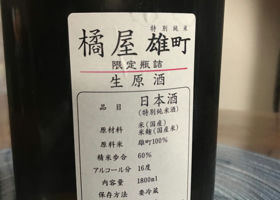 特別純米
橘屋 雄町
限定瓶詰
生原酒
品目 日本酒
(特別純米酒)
原材料 米(国産)
米麹(国産米)
原料米 雄町100%
精米歩合 60%
アルコール分 16度
内容量 1800ml
保存方法 要冷蔵